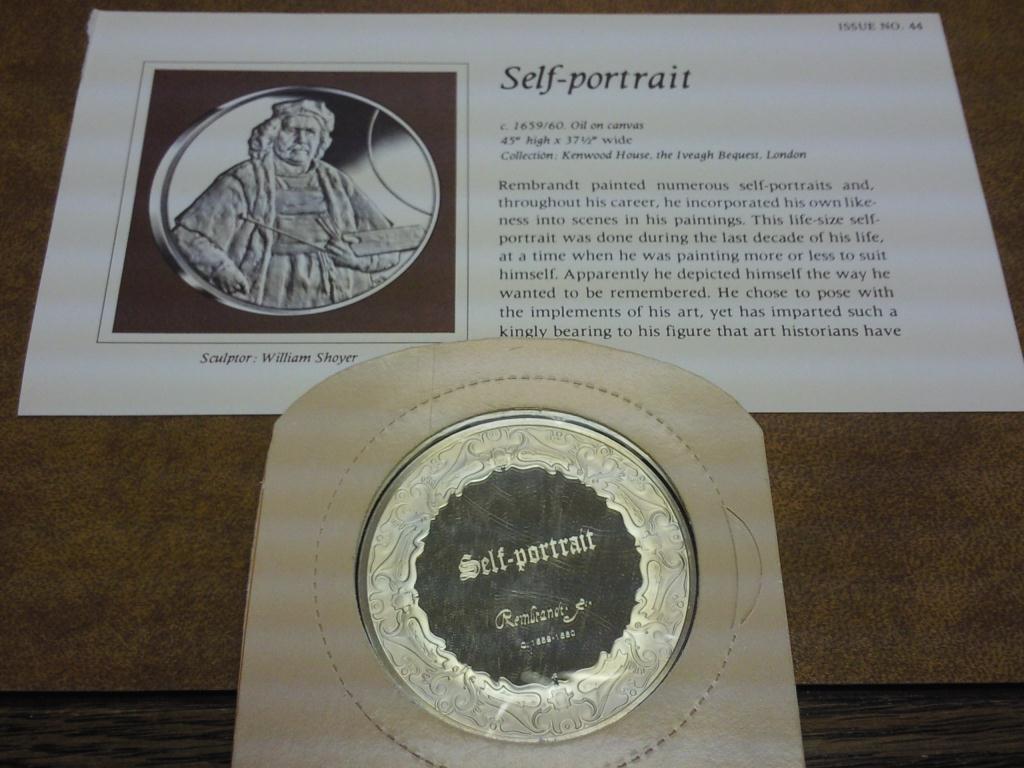 ISSUE NO. 44
Self-portrait
c. 1659/60. Oil on canvas
45" high x 37½" wide
Collection: Kenwood House, the Iveagh Bequest, London
Rembrandt painted numerous self-portraits and,
throughout his career, he incorporated his own like-
ness into scenes in his paintings. This life-size self-
portrait was done during the last decade of his life,
at a time when he was painting more or less to suit
himself. Apparently he depicted himself the way he
wanted to be remembered. He chose to pose with
the implements of his art, yet has imparted such a
kingly bearing to his figure that art historians have
Sculptor: William Shoyer
Self-portrait
Rembrandt